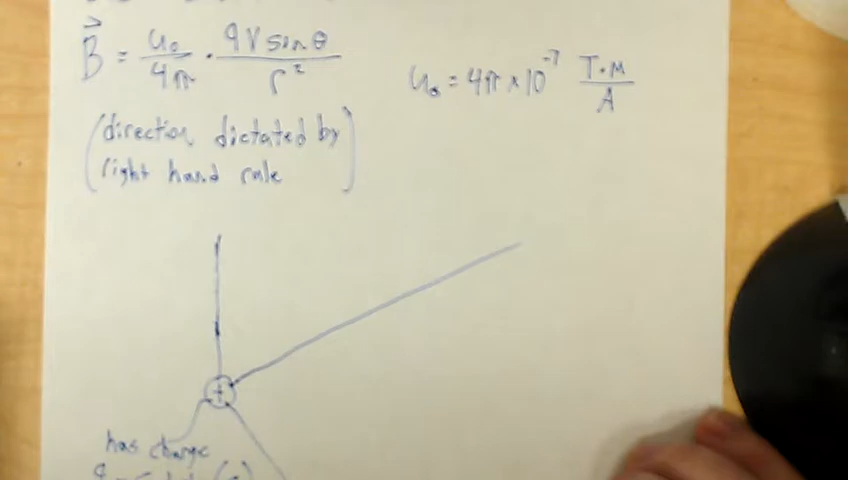 B⃗ = u₀/4π · qv sin θ/r²
u₀ = 4π × 10⁻⁷ T·M/A
(direction dictated by
right hand rule)
+
has charge